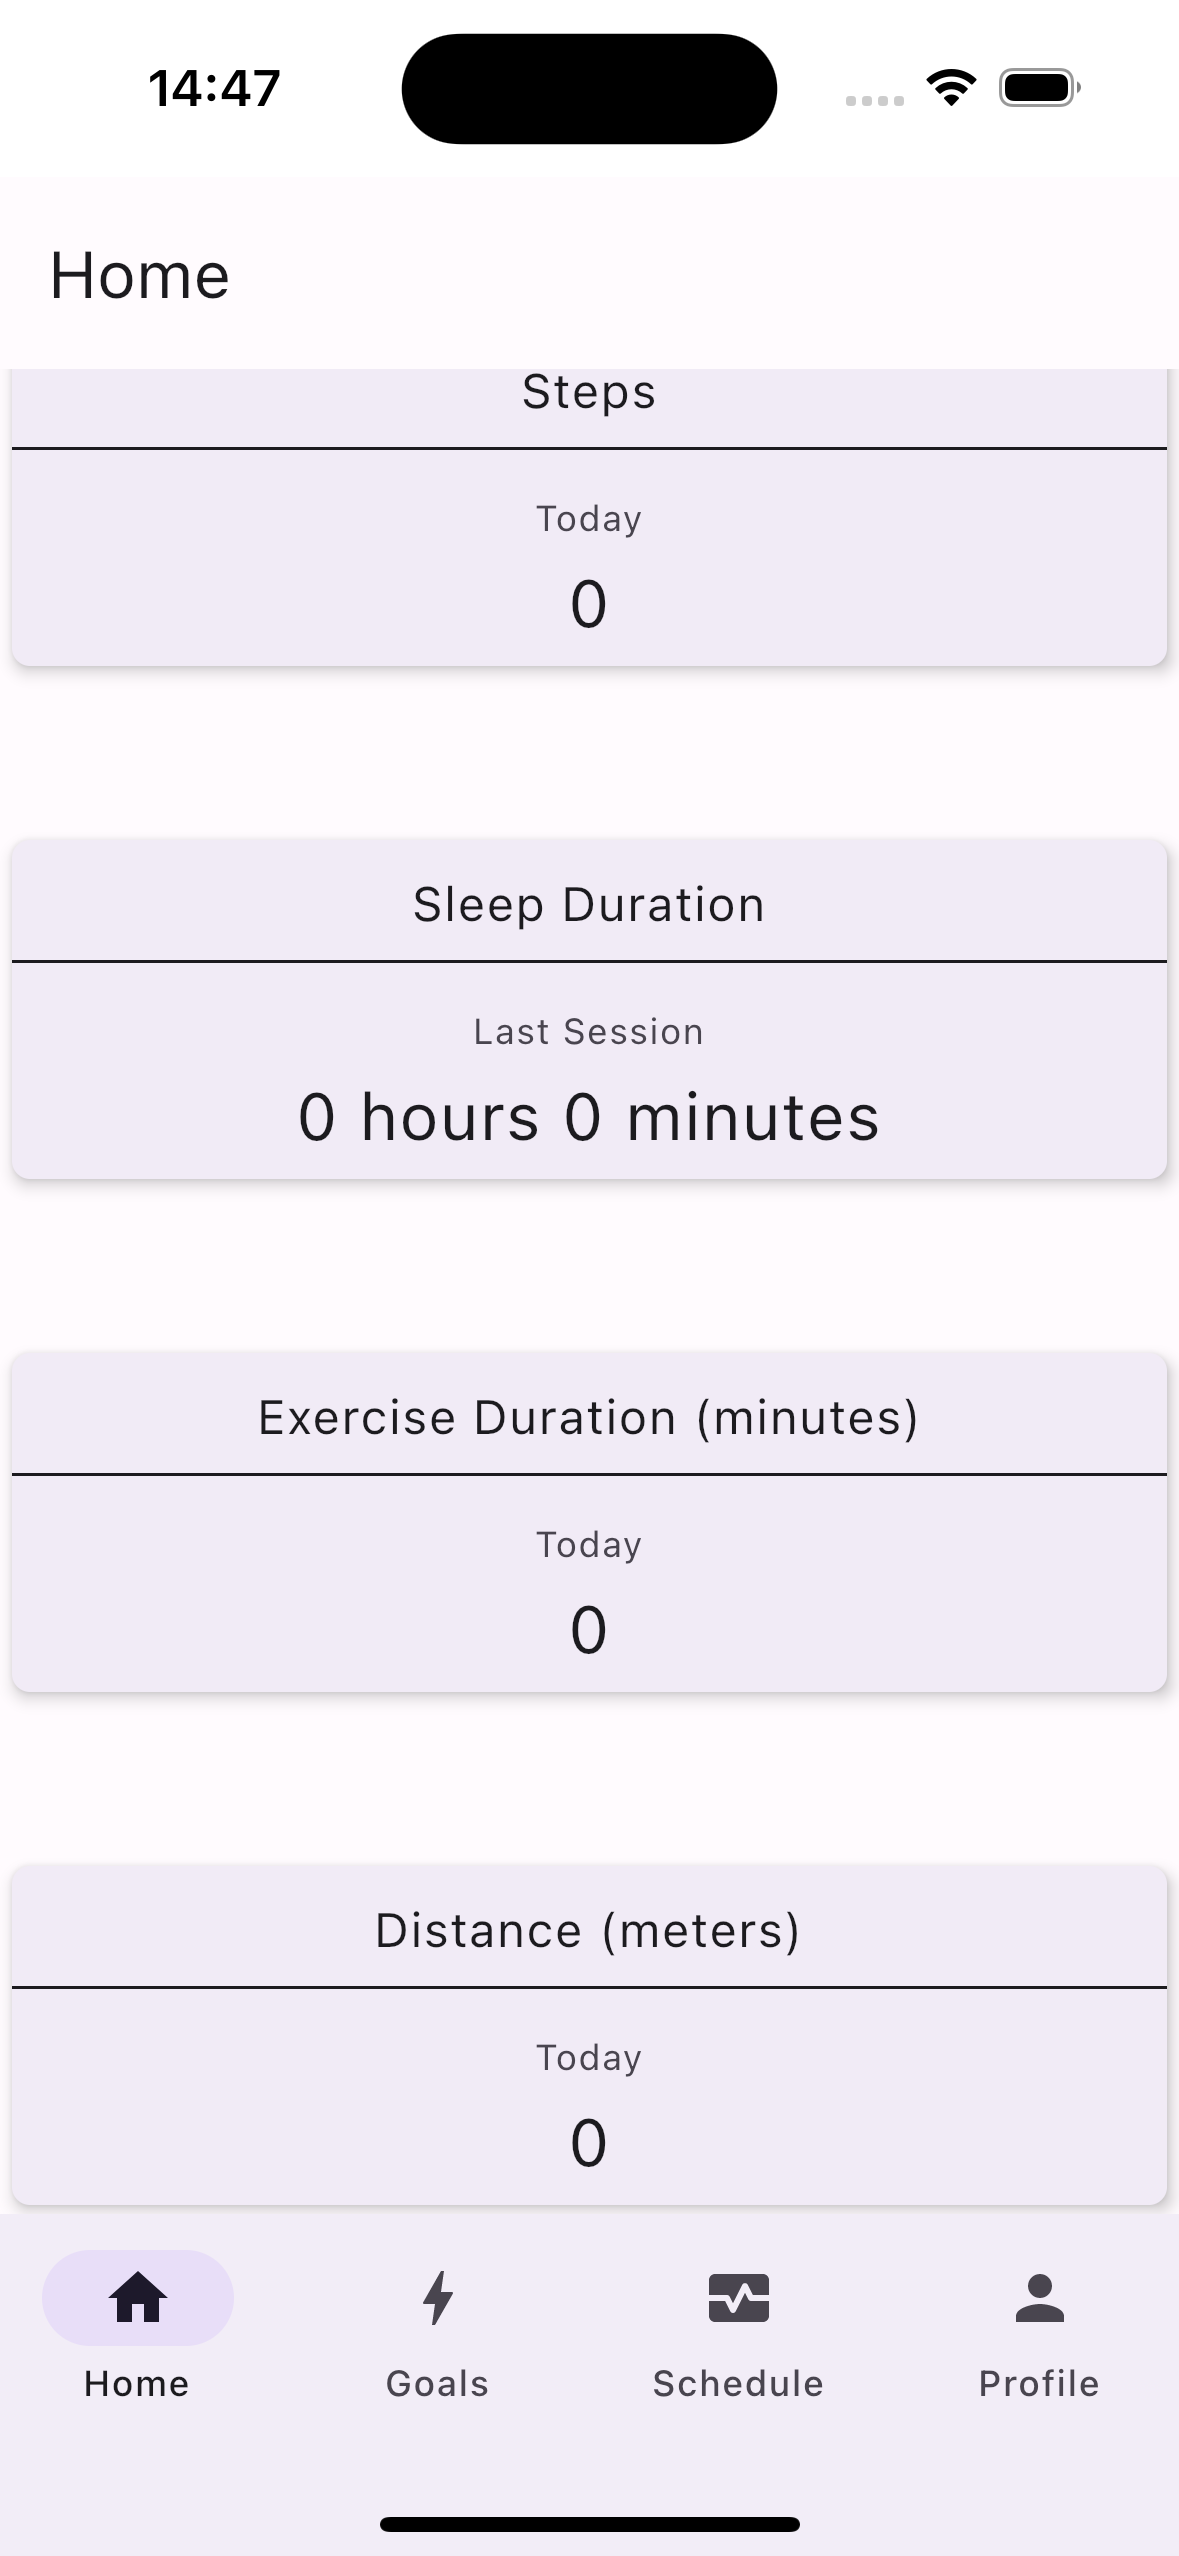 14:47
Home
Steps
Today
0
Sleep Duration
Last Session
0 hours 0 minutes
Exercise Duration (minutes)
Today
0
Distance (meters)
Today
0
Home
Goals
Schedule
Profile